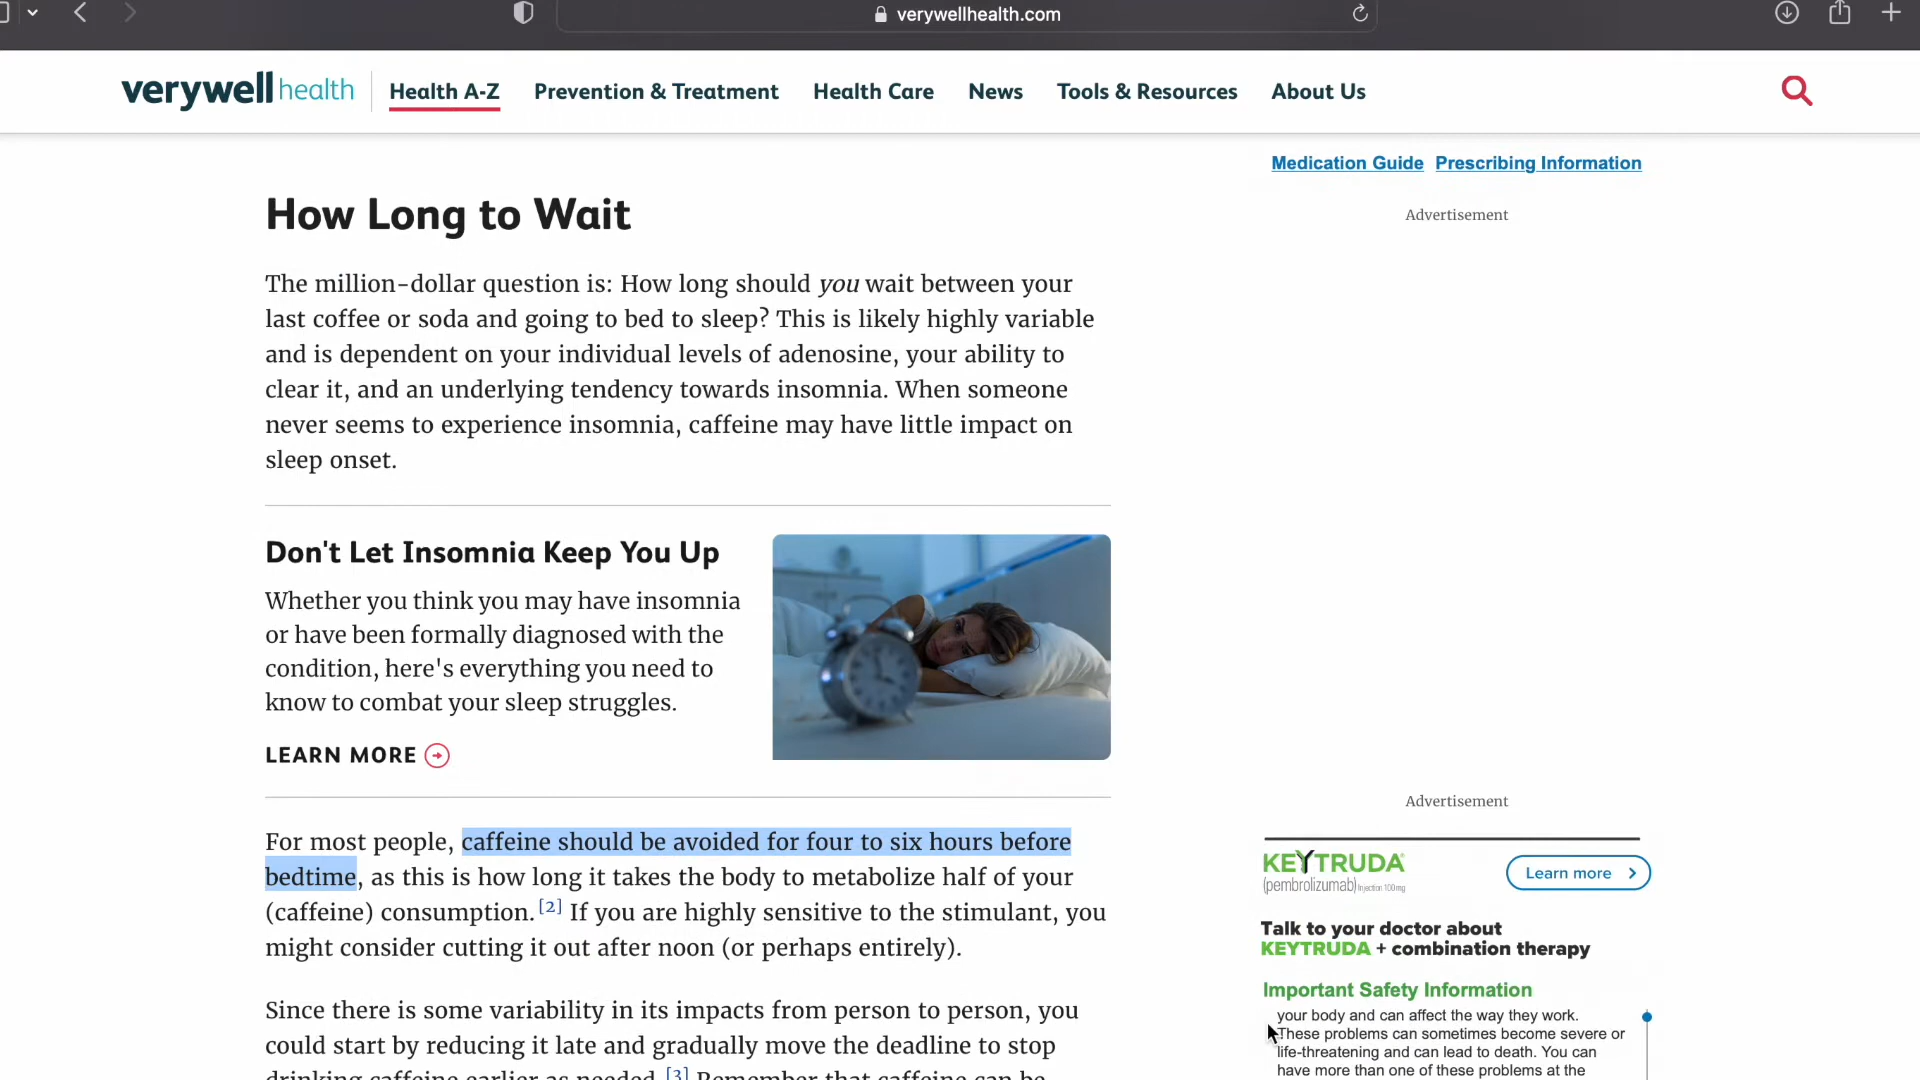 verywellhealth.com
verywell health
Health A-Z Prevention & Treatment Health Care News Tools & Resources About Us
Medication Guide Prescribing Information
Advertisement
How Long to Wait
The million-dollar question is: How long should you wait between your
last coffee or soda and going to bed to sleep? This is likely highly variable
and is dependent on your individual levels of adenosine, your ability to
clear it, and an underlying tendency towards insomnia. When someone
never seems to experience insomnia, caffeine may have little impact on
sleep onset.
Don't Let Insomnia Keep You Up
Whether you think you may have insomnia
or have been formally diagnosed with the
condition, here's everything you need to
know to combat your sleep struggles.
LEARN MORE
For most people, caffeine should be avoided for four to six hours before
bedtime, as this is how long it takes the body to metabolize half of your
(caffeine) consumption.[2] If you are highly sensitive to the stimulant, you
might consider cutting it out after noon (or perhaps entirely).
Since there is some variability in its impacts from person to person, you
could start by reducing it late and gradually move the deadline to stop
drinking caffeine earlier as needed.[3] Remember that caffeine can be
Advertisement
KEYTRUDA
(pembrolizumab) Injection 100mg
Learn more
Talk to your doctor about
KEYTRUDA + combination therapy
Important Safety Information
your body and can affect the way they work.
These problems can sometimes become severe or
life-threatening and can lead to death. You can
have more than one of these problems at the